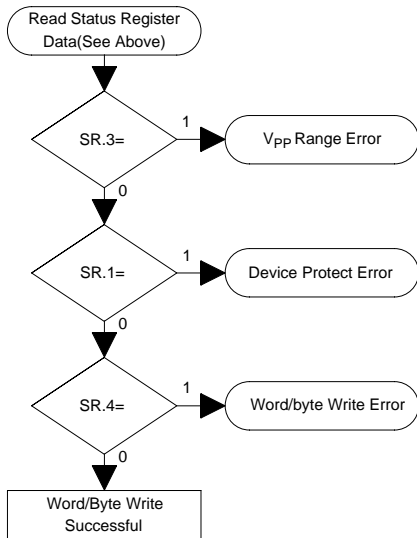 Read Status Register
Data(See Above)
SR.3=
1
VPP Range Error
0
SR.1=
1
Device Protect Error
0
SR.4=
1
Word/byte Write Error
0
Word/Byte Write
Successful